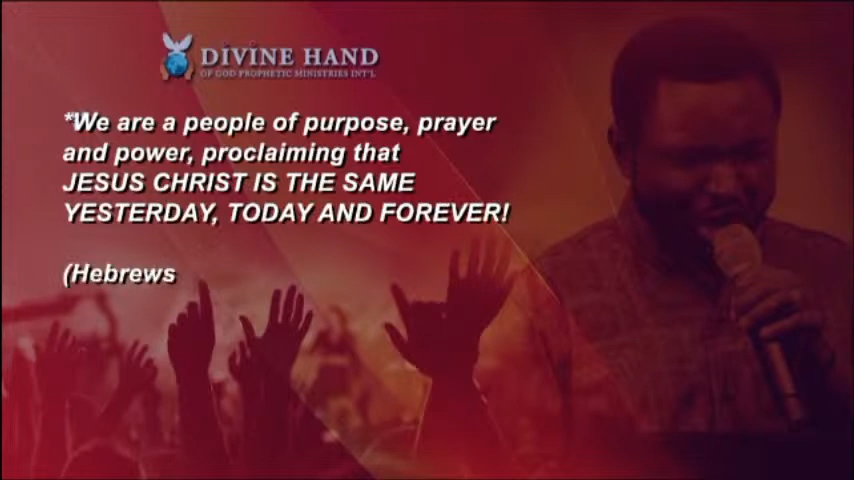 DIVINE HAND
OF GOD PROPHETIC MINISTRIES INT'L
*We are a people of purpose, prayer
and power, proclaiming that
JESUS CHRIST IS THE SAME
YESTERDAY, TODAY AND FOREVER!
(Hebrews